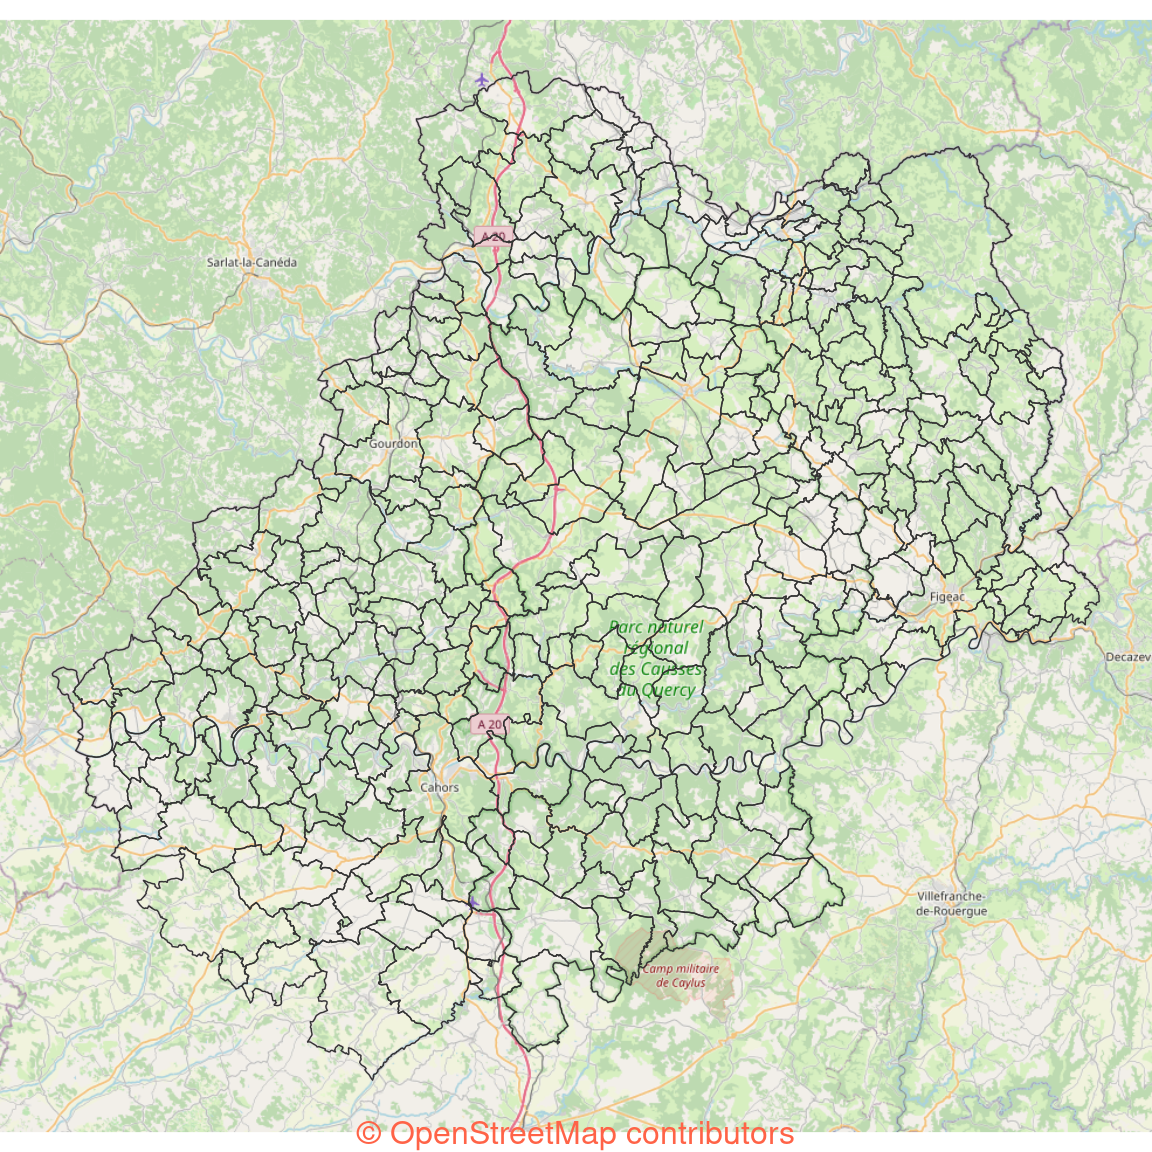 A 20
Sarlat-la-Canéda
Gourdon
Figeac
Parc naturel
régional
des Causses
du Quercy
Decazev
A 20
Cahors
Villefranche-
de-Rouergue
Camp militaire
de Caylus
© OpenStreetMap contributors